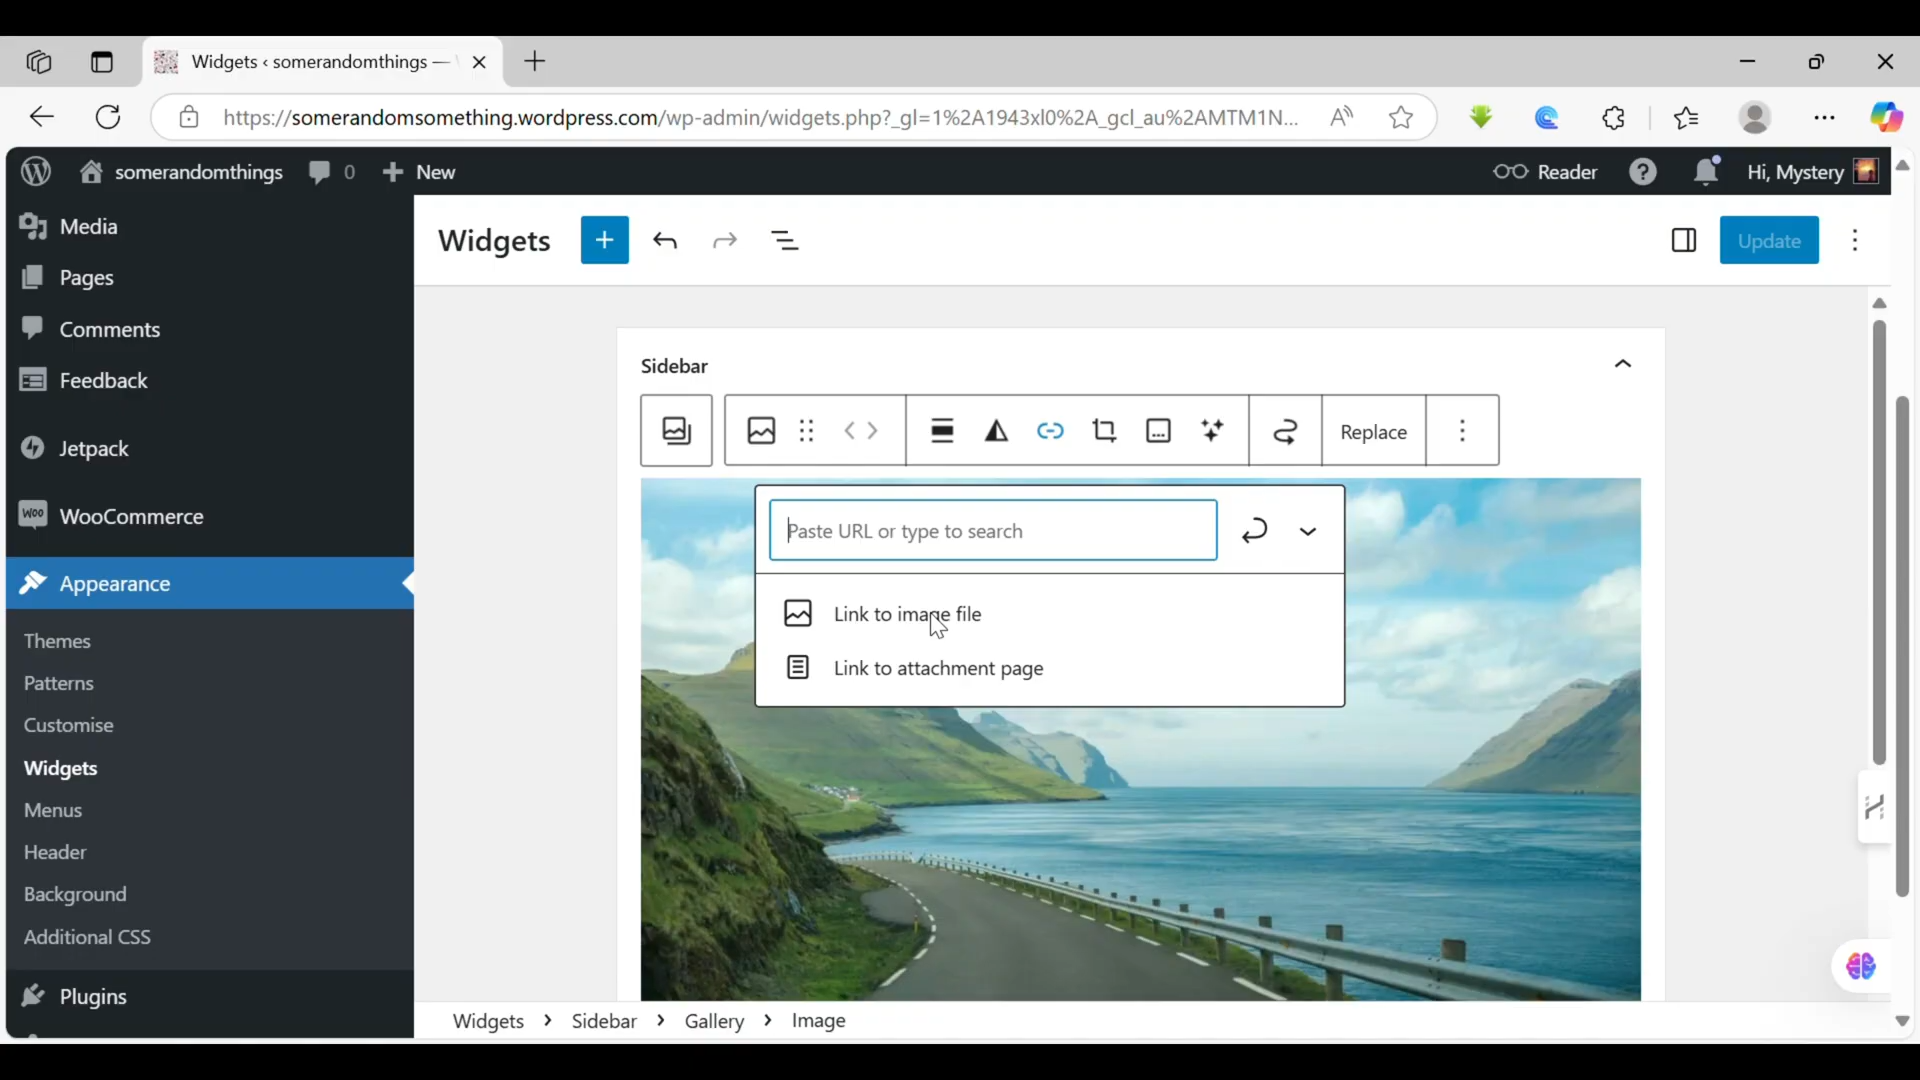 Widgets ‹ somerandomthings —
https://somerandomsomething.wordpress.com/wp-admin/widgets.php?_gl=1%2A1943xl0%2A_gcl_au%2AMTM1N...
somerandomthings 0 New Reader Hi, Mystery
Media
Pages
Comments
Feedback
Jetpack
WOO WooCommerce
Appearance
Themes
Patterns
Customise
Widgets
Menus
Header
Background
Additional CSS
Plugins
Widgets Update
Sidebar
Replace
Paste URL or type to search
Link to image file
Link to attachment page
Widgets › Sidebar › Gallery › Image